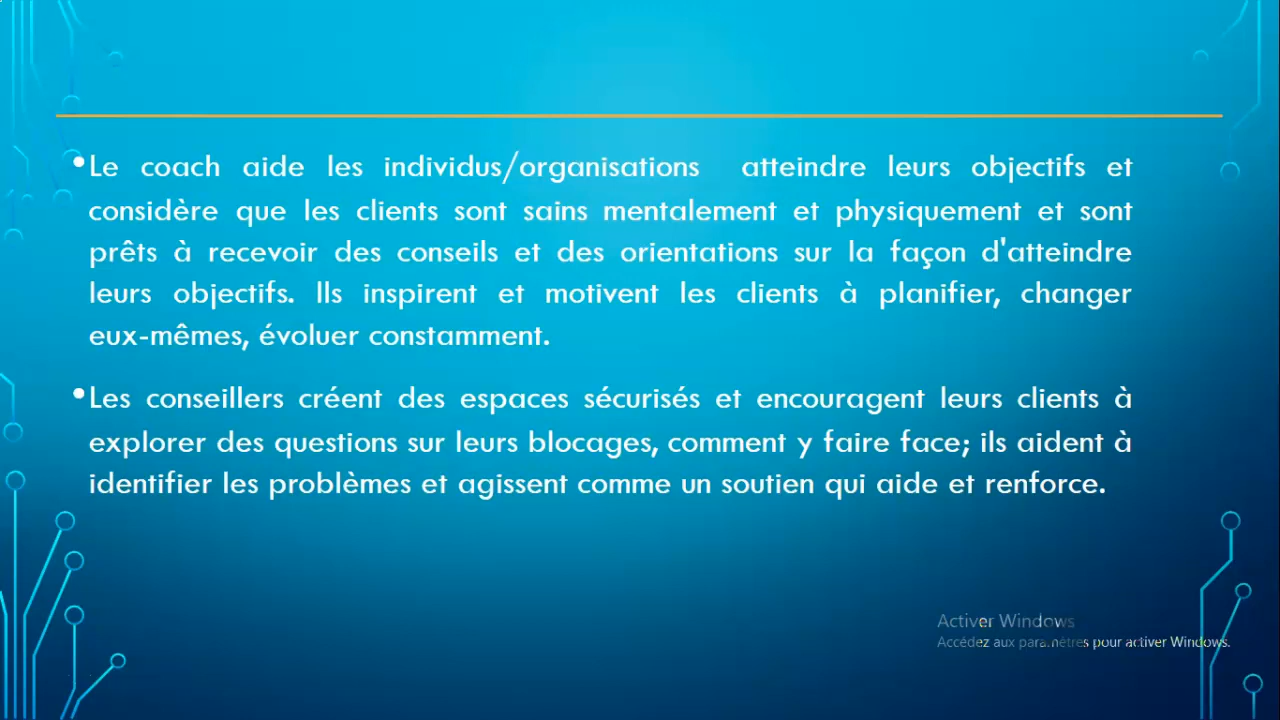 •Le coach aide les individus/organisations atteindre leurs objectifs et
considère que les clients sont sains mentalement et physiquement et sont
prêts à recevoir des conseils et des orientations sur la façon d'atteindre
leurs objectifs. Ils inspirent et motivent les clients à planifier, changer
eux-mêmes, évoluer constamment.
•Les conseillers créent des espaces sécurisés et encouragent leurs clients à
explorer des questions sur leurs blocages, comment y faire face; ils aident à
identifier les problèmes et agissent comme un soutien qui aide et renforce.
Activer Windows
Accédez aux paramètres pour activer Windows.